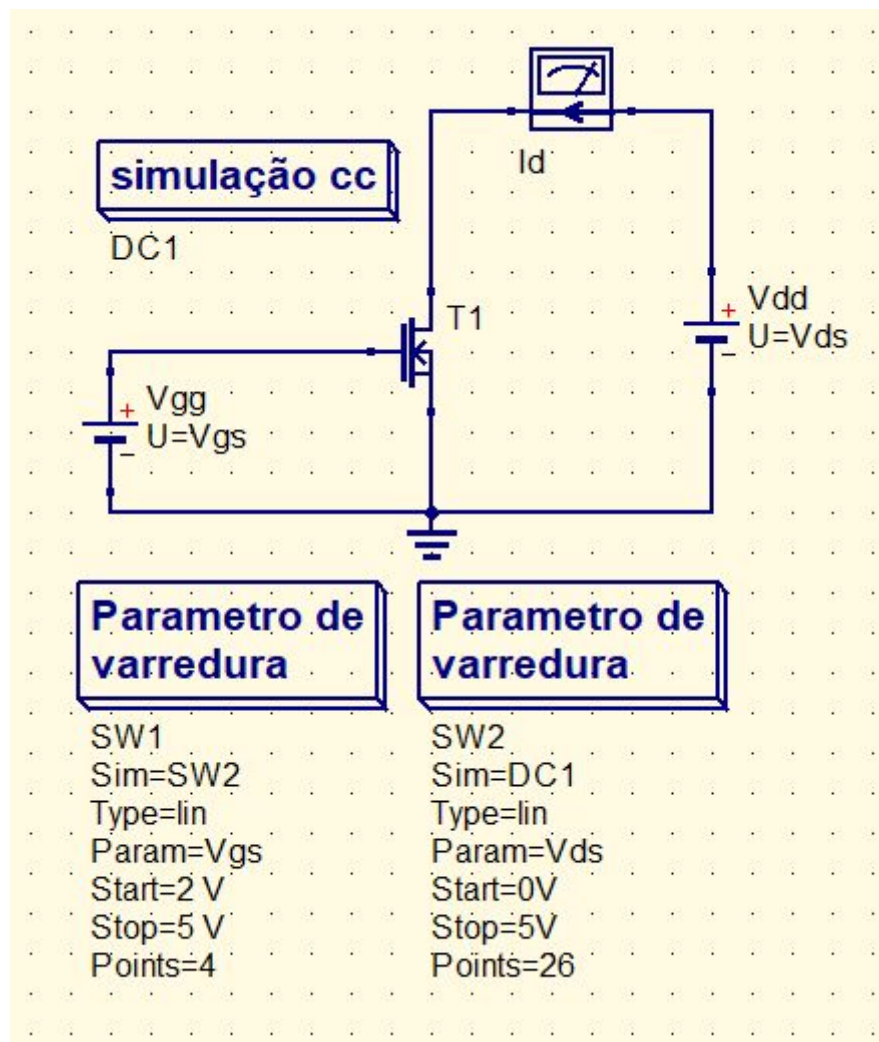 simulação cc
DC1
Id
T1
Vdd
U=Vds
Vgg
U=Vgs
Parametro de
varredura
SW1
Sim=SW2
Type=lin
Param=Vgs
Start=2 V
Stop=5 V
Points=4
Parametro de
varredura
SW2
Sim=DC1
Type=lin
Param=Vds
Start=0V
Stop=5V
Points=26